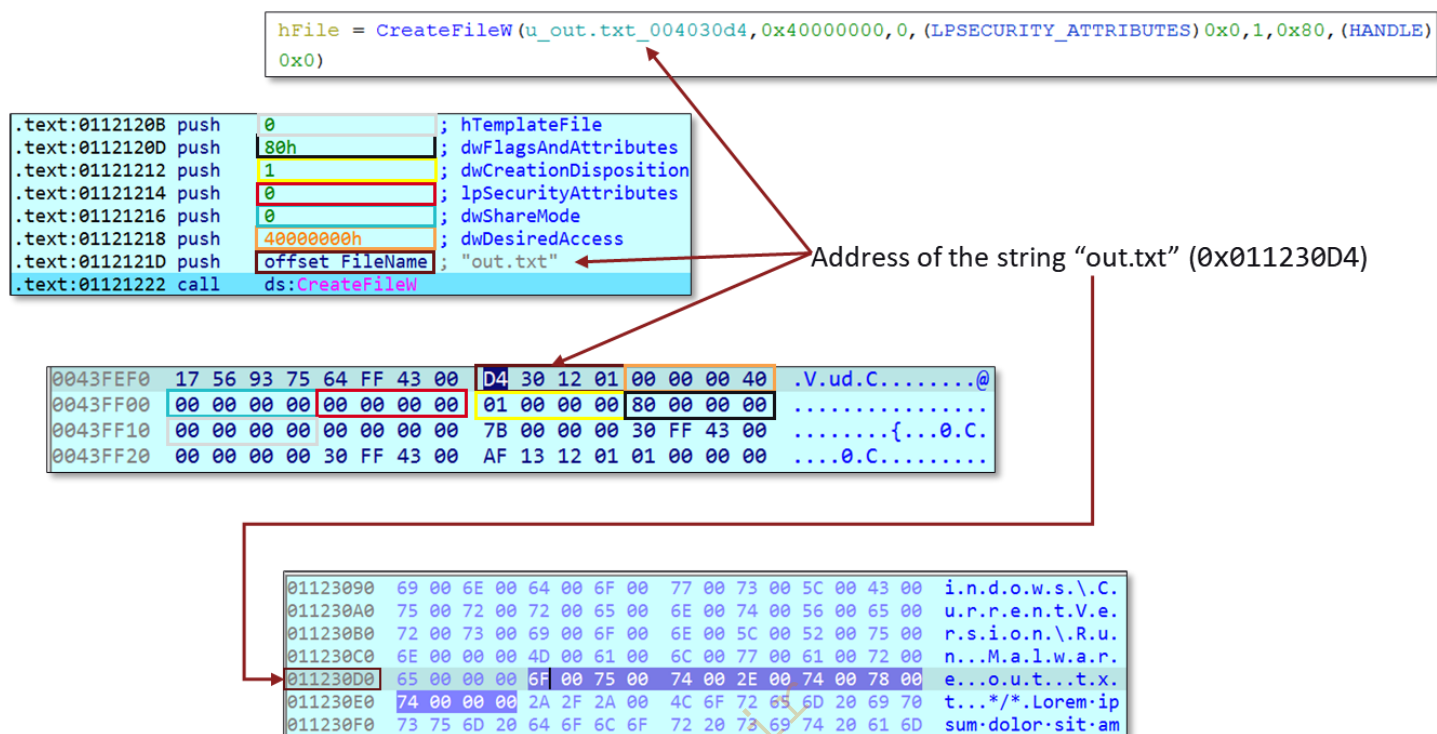 hFile = CreateFileW(u_out.txt_004030d4,0x40000000,0,(LPSECURITY_ATTRIBUTES)0x0,1,0x80,(HANDLE)
0x0)
.text:0112120B push 0 ; hTemplateFile
.text:0112120D push 80h ; dwFlagsAndAttributes
.text:01121212 push 1 ; dwCreationDisposition
.text:01121214 push 0 ; lpSecurityAttributes
.text:01121216 push 0 ; dwShareMode
.text:01121218 push 40000000h ; dwDesiredAccess
.text:0112121D push offset FileName ; "out.txt"
.text:01121222 call ds:CreateFileW
Address of the string “out.txt” (0x011230D4)
0043FEF0 17 56 93 75 64 FF 43 00 D4 30 12 01 00 00 00 40 .V.ud.C........@
0043FF00 00 00 00 00 00 00 00 00 01 00 00 00 80 00 00 00 ................
0043FF10 00 00 00 00 00 00 00 00 7B 00 00 00 30 FF 43 00 ........{...0.C.
0043FF20 00 00 00 00 30 FF 43 00 AF 13 12 01 01 00 00 00 ....0.C.........
01123090 69 00 6E 00 64 00 6F 00 77 00 73 00 5C 00 43 00 i.n.d.o.w.s.\.C.
011230A0 75 00 72 00 72 00 65 00 6E 00 74 00 56 00 65 00 u.r.r.e.n.t.V.e.
011230B0 72 00 73 00 69 00 6F 00 6E 00 5C 00 52 00 75 00 r.s.i.o.n.\.R.u.
011230C0 6E 00 00 00 4D 00 61 00 6C 00 77 00 61 00 72 00 n...M.a.l.w.a.r.
011230D0 65 00 00 00 6F 00 75 00 74 00 2E 00 74 00 78 00 e...o.u.t...t.x.
011230E0 74 00 00 00 2A 2F 2A 00 4C 6F 72 65 6D 20 69 70 t...*/*.Lorem·ip
011230F0 73 75 6D 20 64 6F 6C 6F 72 20 73 69 74 20 61 6D sum·dolor·sit·am